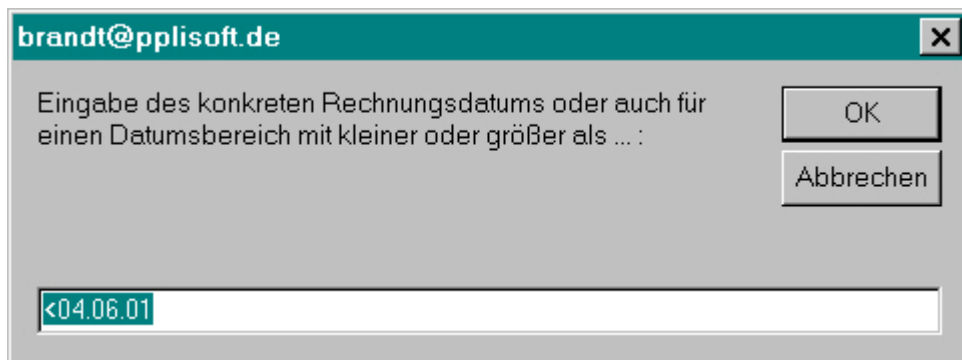 brandt@pplisoft.de
Eingabe des konkreten Rechnungsdatums oder auch für
einen Datumsbereich mit kleiner oder größer als ... :
OK
Abbrechen
<04.06.01